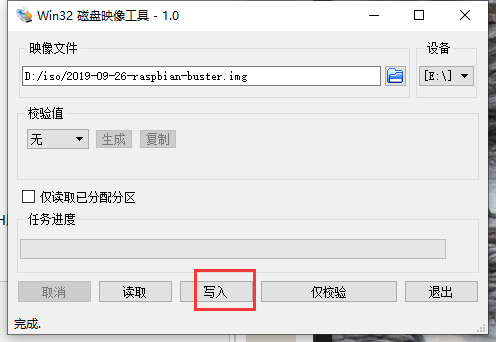 Win32 磁盘映像工具 - 1.0
映像文件
设备
D:/iso/2019-09-26-raspbian-buster.img
[E:\]
校验值
无
生成
复制
仅读取已分配分区
任务进度
取消
读取
写入
仅校验
退出
完成.